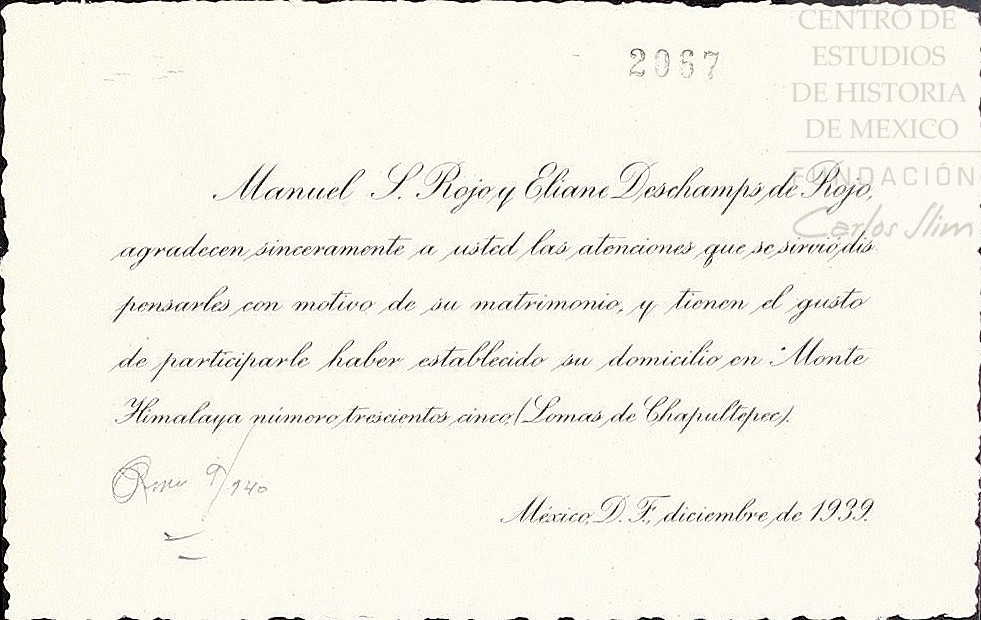 2067
CENTRO DE
ESTUDIOS
DE HISTORIA
DE MEXICO
FUNDACIÓN
Carlos Slim
Manuel S. Rojo y Eliane Deschamps de Rojo,
agradecen sinceramente a usted las atenciones que se sirvió dis
pensarles con motivo de su matrimonio, y tienen el gusto
de participarle haber establecido su domicilio en Monte
Himalaya número trescientos cinco (Lomas de Chapultepec).
9/940
México, D. F., diciembre de 1939.